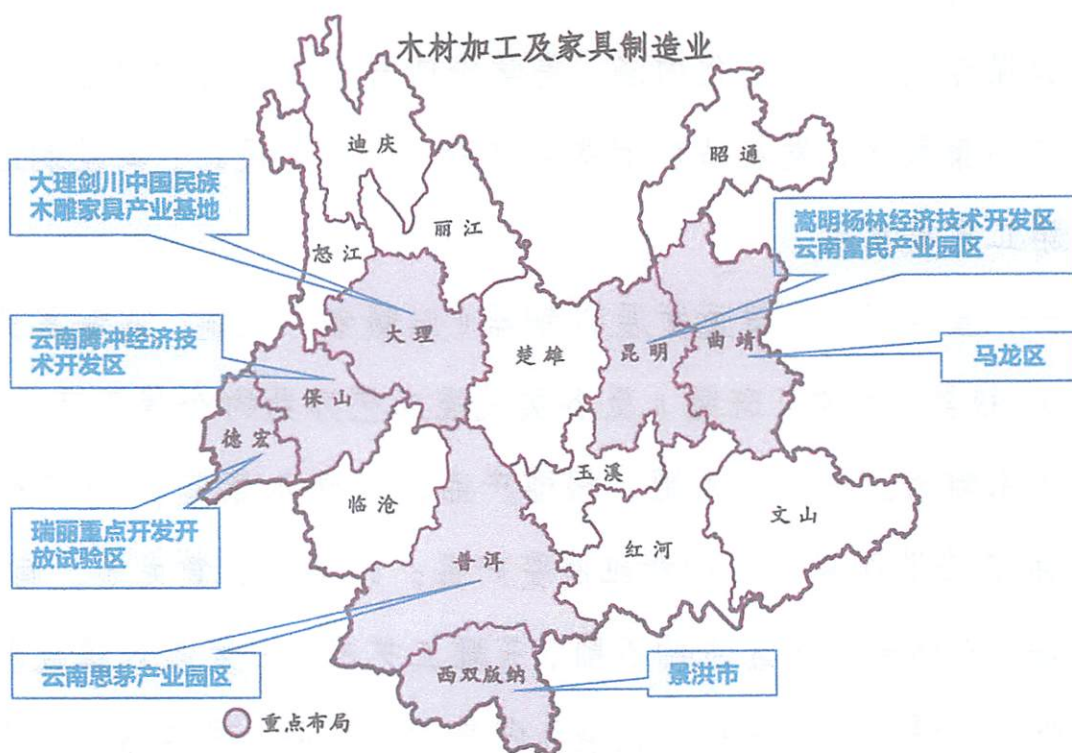 木材加工及家具制造业
迪庆
昭通
大理剑川中国民族
木雕家具产业基地
丽江
嵩明杨林经济技术开发区
云南富民产业园区
怒江
大理
楚雄
昆明
曲靖
马龙区
云南腾冲经济技
术开发区
保山
德宏
临沧
玉溪
文山
瑞丽重点开发开
放试验区
红河
普洱
云南思茅产业园区
西双版纳
景洪市
重点布局